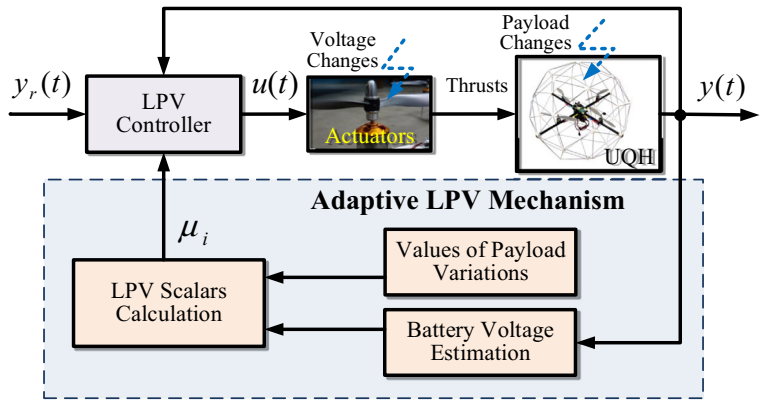 Voltage
Changes
Payload
Changes
y_r(t)
LPV
Controller
u(t)
Actuators
Thrusts
UQH
y(t)
Adaptive LPV Mechanism
μ_i
Values of Payload
Variations
LPV Scalars
Calculation
Battery Voltage
Estimation